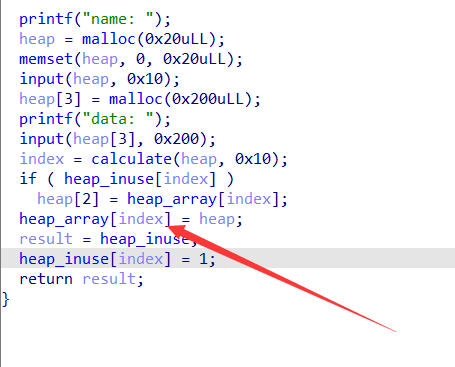 printf("name: ");
heap = malloc(0x20uLL);
memset(heap, 0, 0x20uLL);
input(heap, 0x10);
heap[3] = malloc(0x200uLL);
printf("data: ");
input(heap[3], 0x200);
index = calculate(heap, 0x10);
if ( heap_inuse[index] )
heap[2] = heap_array[index];
heap_array[index] = heap;
result = heap_inuse;
heap_inuse[index] = 1;
return result;
}